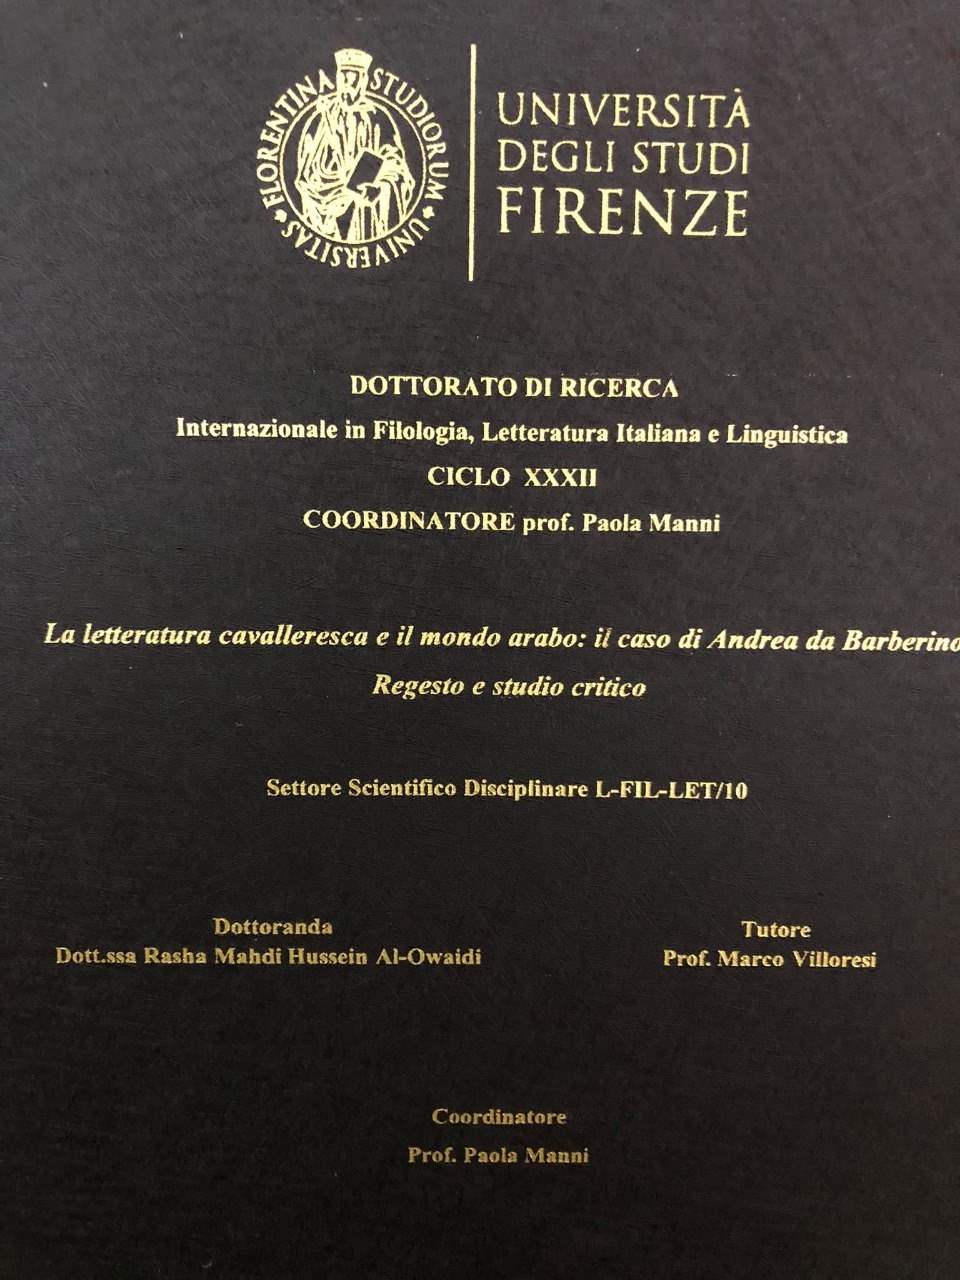 FLORENTINA STUDIORUM UNIVERSITAS
UNIVERSITÀ
DEGLI STUDI
FIRENZE
DOTTORATO DI RICERCA
Internazionale in Filologia, Letteratura Italiana e Linguistica
CICLO XXXII
COORDINATORE prof. Paola Manni
La letteratura cavalleresca e il mondo arabo: il caso di Andrea da Barberino
Regesto e studio critico
Settore Scientifico Disciplinare L-FIL-LET/10
Dottoranda
Dott.ssa Rasha Mahdi Hussein Al-Owaidi
Tutore
Prof. Marco Villoresi
Coordinatore
Prof. Paola Manni